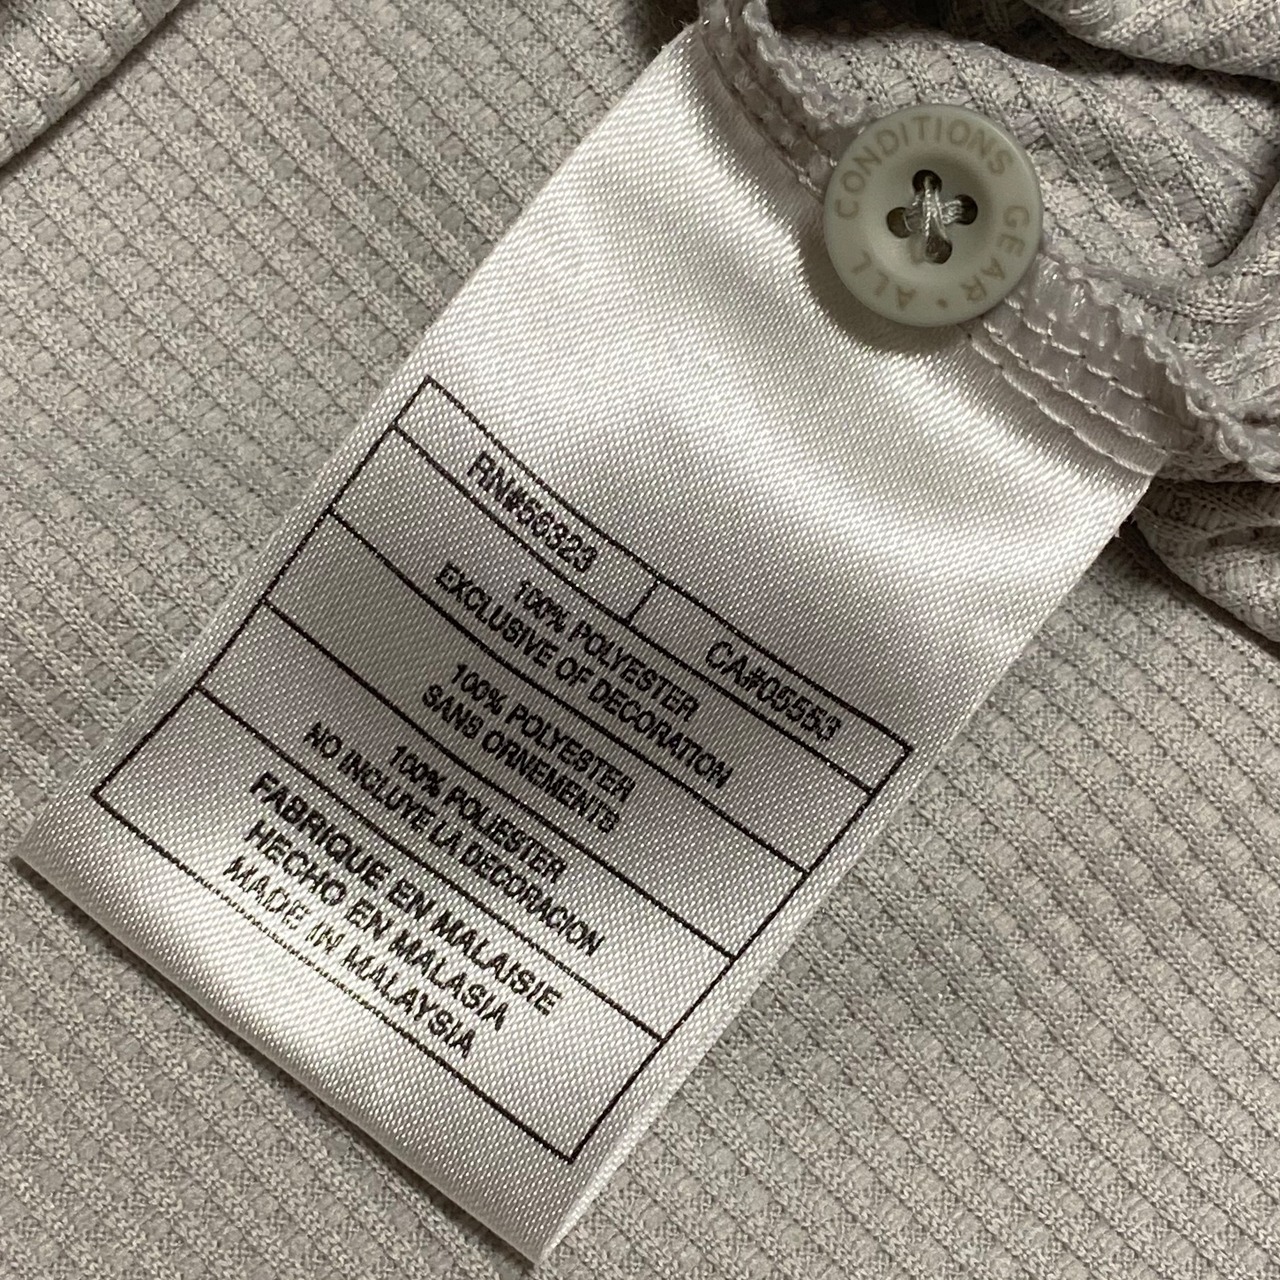 ALL CONDITIONS GEAR •
RN#56323
CA#05553
100% POLYESTER
EXCLUSIVE OF DECORATION
100% POLYESTER
SANS ORNEMENTS
100% POLIESTER
NO INCLUYE LA DECORACION
FABRIQUE EN MALAISIE
HECHO EN MALASIA
MADE IN MALAYSIA